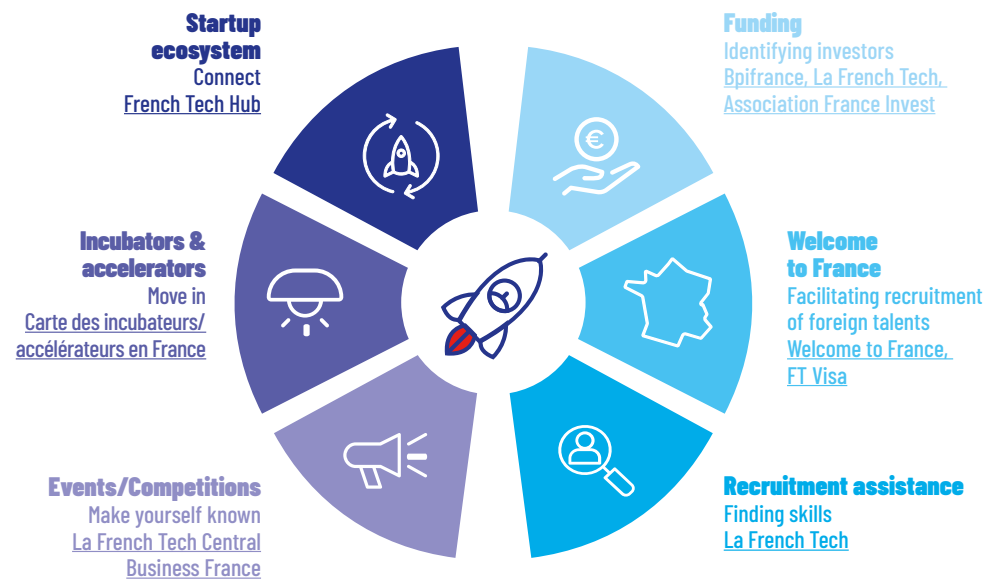 Startup
ecosystem
Connect
French Tech Hub
Funding
Identifying investors
Bpifrance, La French Tech,
Association France Invest
€
Incubators &
accelerators
Move in
Carte des incubateurs/
accélérateurs en France
Welcome
to France
Facilitating recruitment
of foreign talents
Welcome to France,
FT Visa
Events/Competitions
Make yourself known
La French Tech Central
Business France
Recruitment assistance
Finding skills
La French Tech